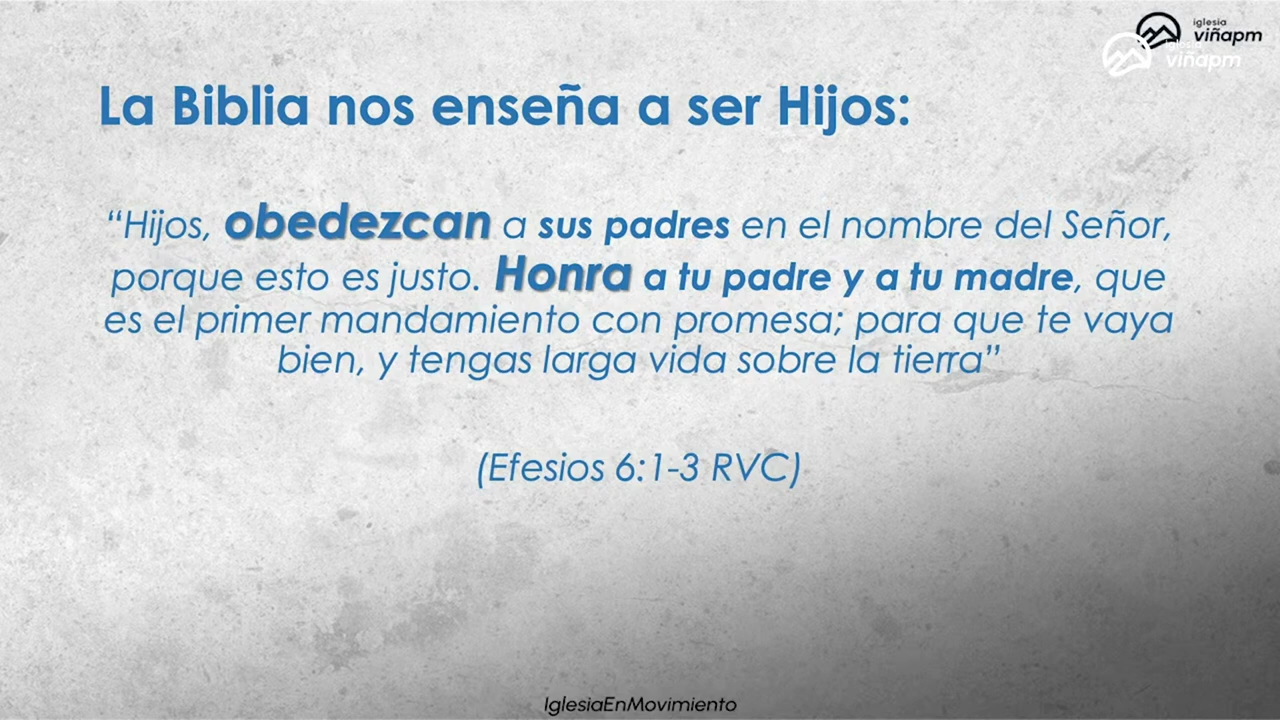 iglesia
viñapm
iglesia
viñapm
La Biblia nos enseña a ser Hijos:
“Hijos, obedezcan a sus padres en el nombre del Señor,
porque esto es justo. Honra a tu padre y a tu madre, que
es el primer mandamiento con promesa; para que te vaya
bien, y tengas larga vida sobre la tierra”
(Efesios 6:1-3 RVC)
IglesiaEnMovimiento